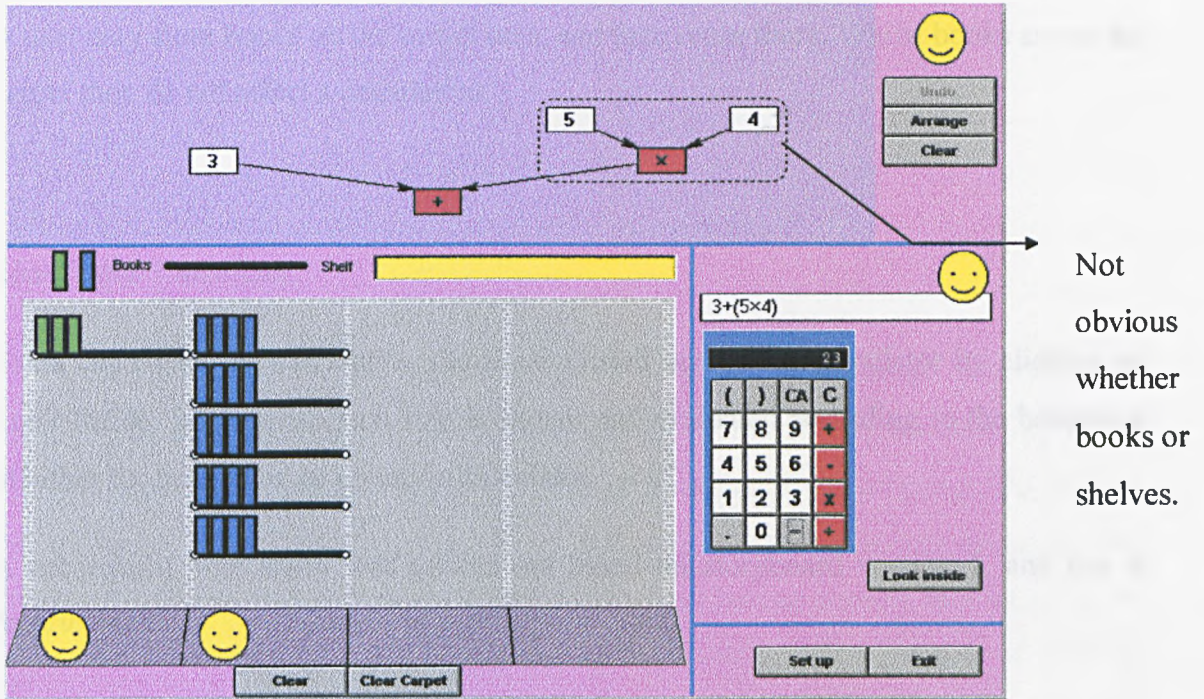 5 4
3 ×
+
Undo
Arrange
Clear
Books Shelf
3+(5×4)
23
( ) CA C
7 8 9 +
4 5 6 -
1 2 3 x
. 0 +
Look inside
Set up Exit
Clear Clear Carpet
Not
obvious
whether
books or
shelves.